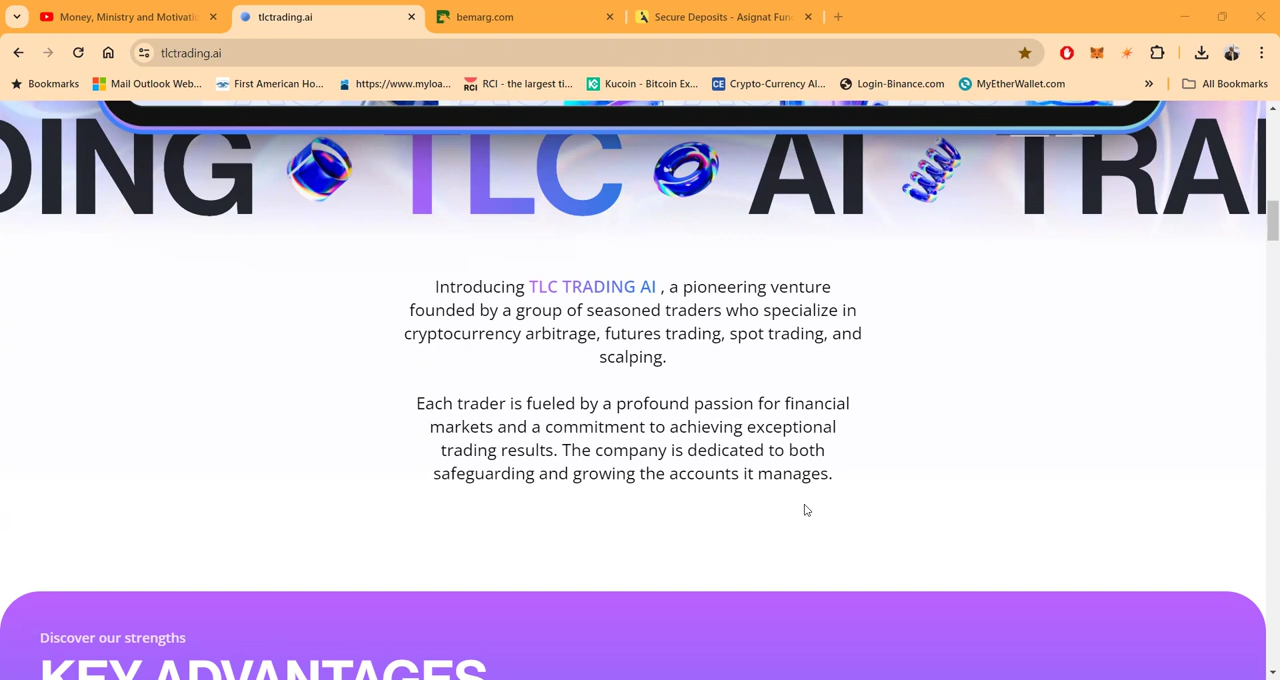 Money, Ministry and Motivati
tlctrading.ai
bemarg.com
Secure Deposits - Asignat Fun
tlctrading.ai
Bookmarks
Mail Outlook Web...
First American Ho...
https://www.myloa...
RCI - the largest ti...
Kucoin - Bitcoin Ex...
Crypto-Currency AI...
Login-Binance.com
MyEtherWallet.com
»
All Bookmarks
DING TLC AI TRAI
Introducing TLC TRADING AI , a pioneering venture
founded by a group of seasoned traders who specialize in
cryptocurrency arbitrage, futures trading, spot trading, and
scalping.
Each trader is fueled by a profound passion for financial
markets and a commitment to achieving exceptional
trading results. The company is dedicated to both
safeguarding and growing the accounts it manages.
Discover our strengths
KEY ADVANTAGES